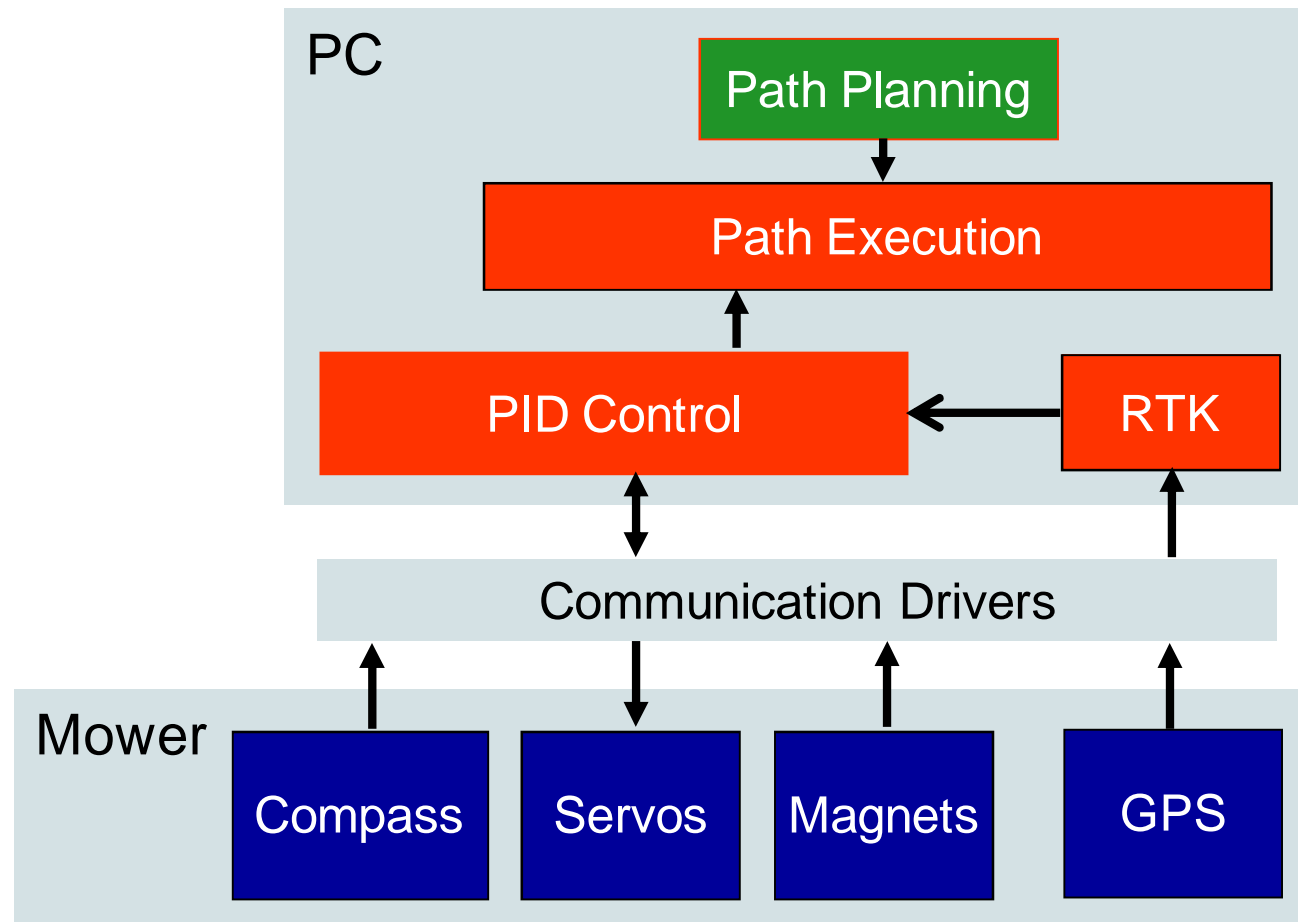 PC
Path Planning
Path Execution
PID Control
RTK
Communication Drivers
Mower
Compass
Servos
Magnets
GPS